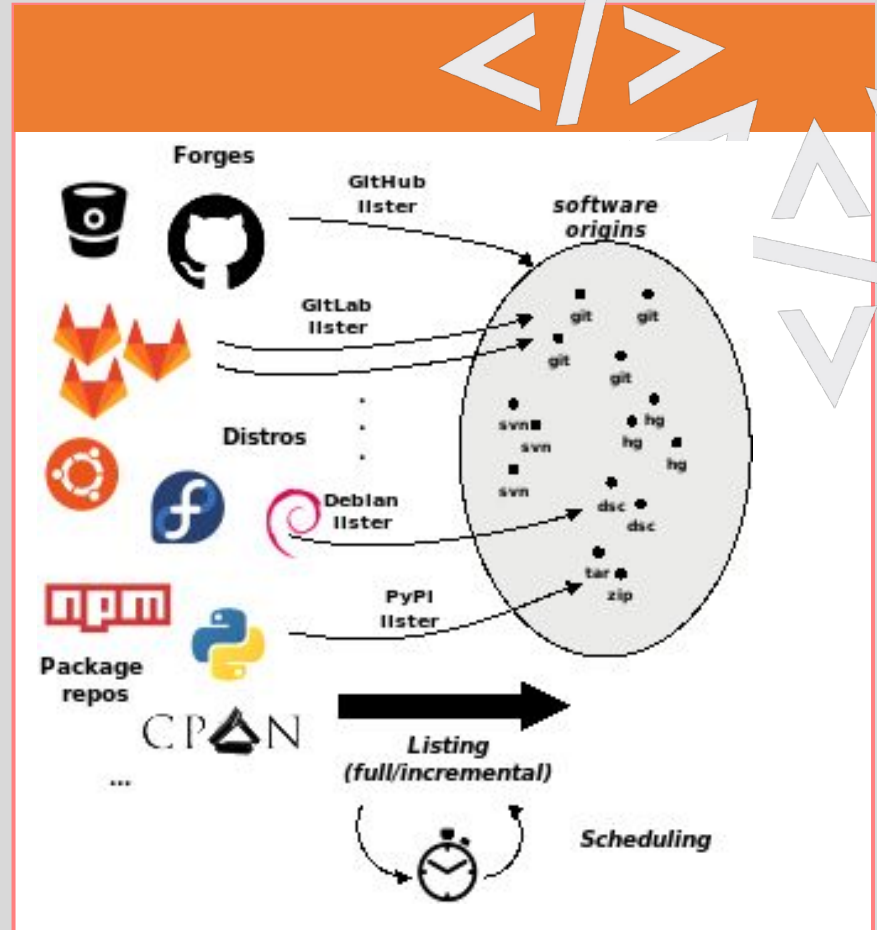 </>
Forges
GitHub
lister
software
origins
GitLab
lister
git
git
git
git
svn
hg
svn
hg
hg
svn
Distros
Debian
lister
dsc
dsc
tar
zip
npm
PyPI
lister
Package
repos
CPAN
...
Listing
(full/incremental)
Scheduling